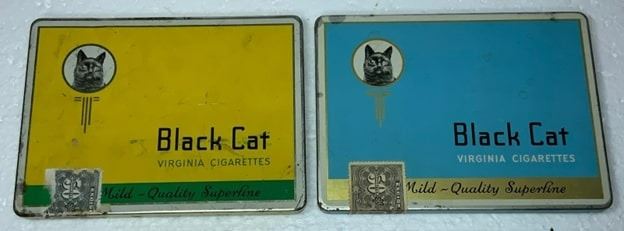 Black Cat
VIRGINIA CIGARETTES
Mild ~ Quality Superfine
Black Cat
VIRGINIA CIGARETTES
Mild ~ Quality Superfine